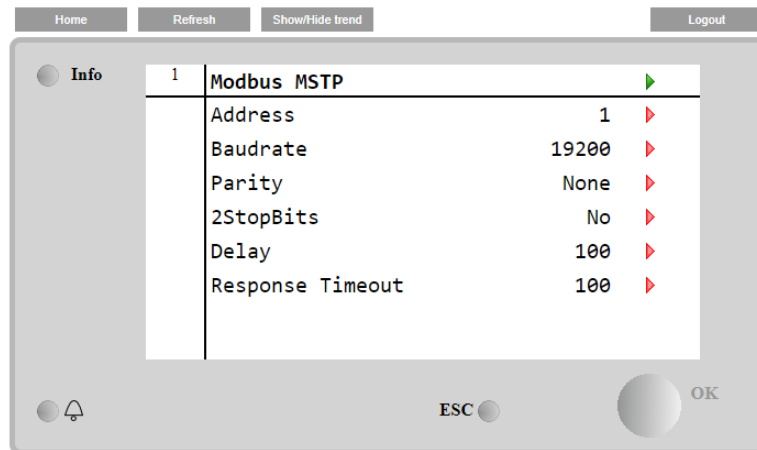 Home Refresh Show/Hide trend Logout
Info 1 Modbus MSTP
Address 1
Baudrate 19200
Parity None
2StopBits No
Delay 100
Response Timeout 100
ESC OK